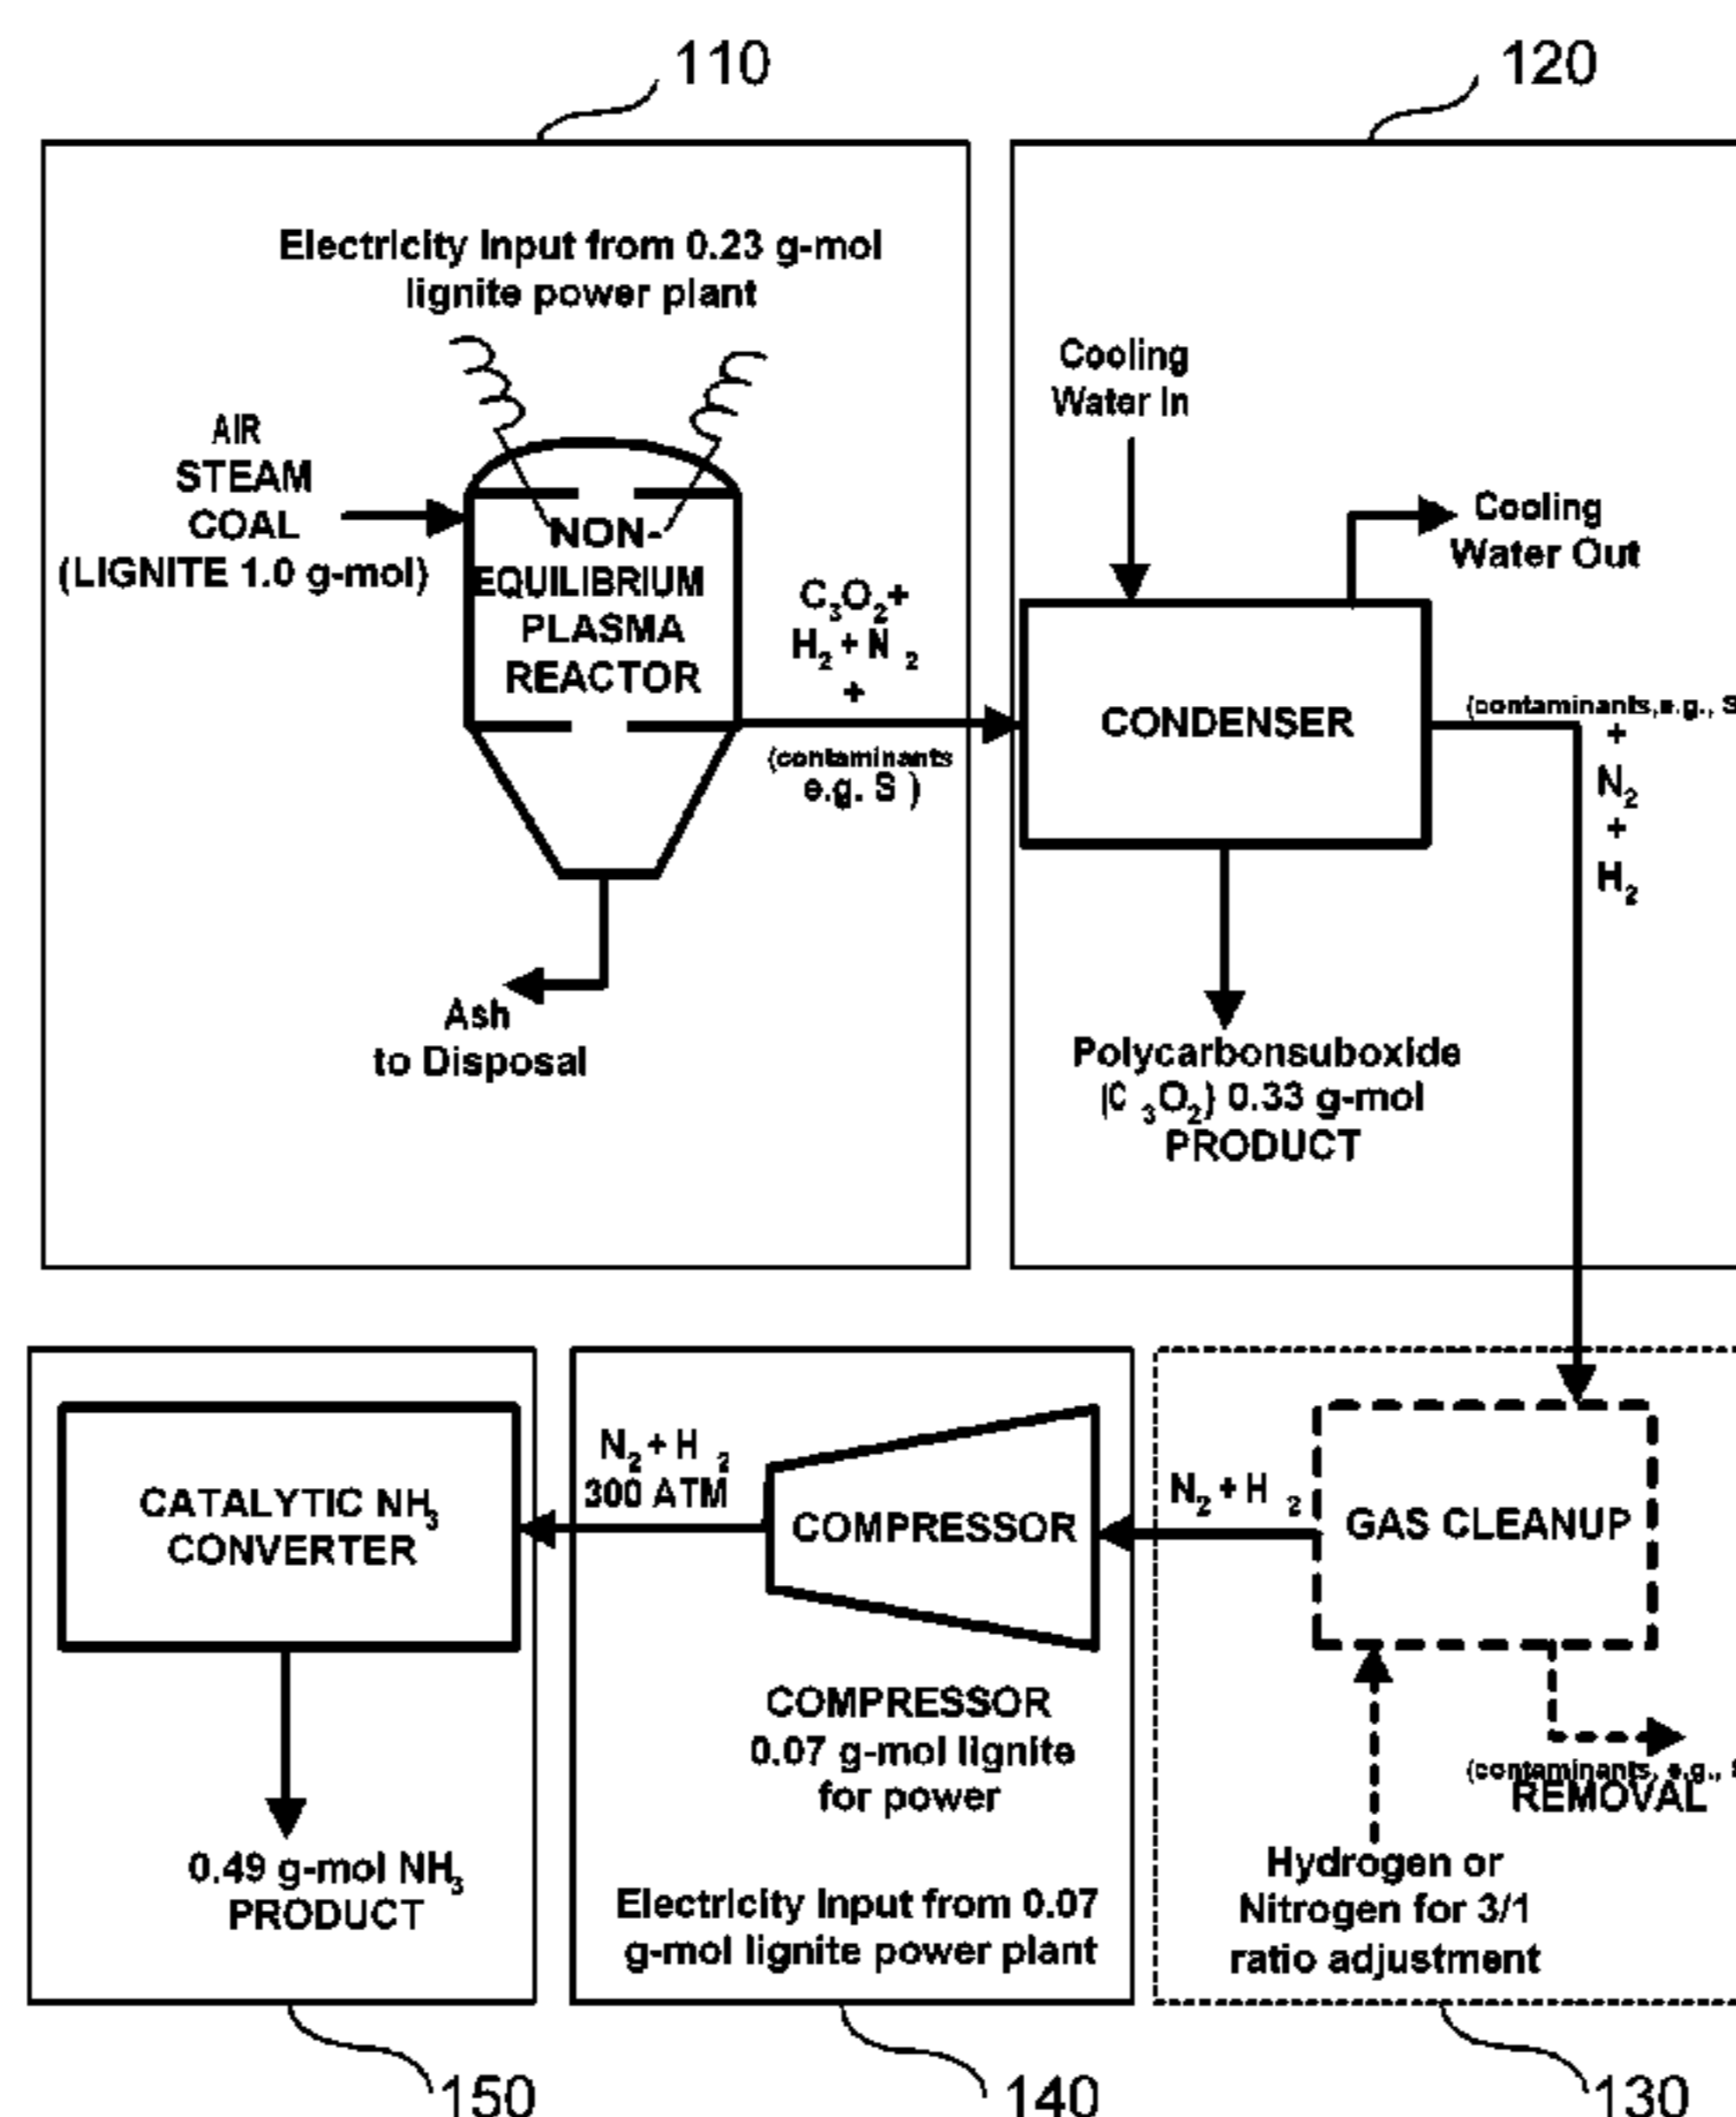 110
120
Electricity Input from 0.23 g-mol
lignite power plant
AIR
STEAM
COAL
(LIGNITE 1.0 g-mol)
NON-
EQUILIBRIUM
PLASMA
REACTOR
C₃O₂+
H₂ + N₂
+
(contaminants
e.g. S )
Ash
to Disposal
Cooling
Water In
Cooling
Water Out
CONDENSER
(contaminants,e.g., S
+
N₂
+
H₂
Polycarbonsuboxide
(C₃O₂) 0.33 g-mol
PRODUCT
CATALYTIC NH₃
CONVERTER
0.49 g-mol NH₃
PRODUCT
N₂ + H₂
300 ATM
COMPRESSOR
COMPRESSOR
0.07 g-mol lignite
for power
Electricity Input from 0.07
g-mol lignite power plant
N₂ + H₂
GAS CLEANUP
(contaminants, e.g., S
REMOVAL
Hydrogen or
Nitrogen for 3/1
ratio adjustment
150
140
130